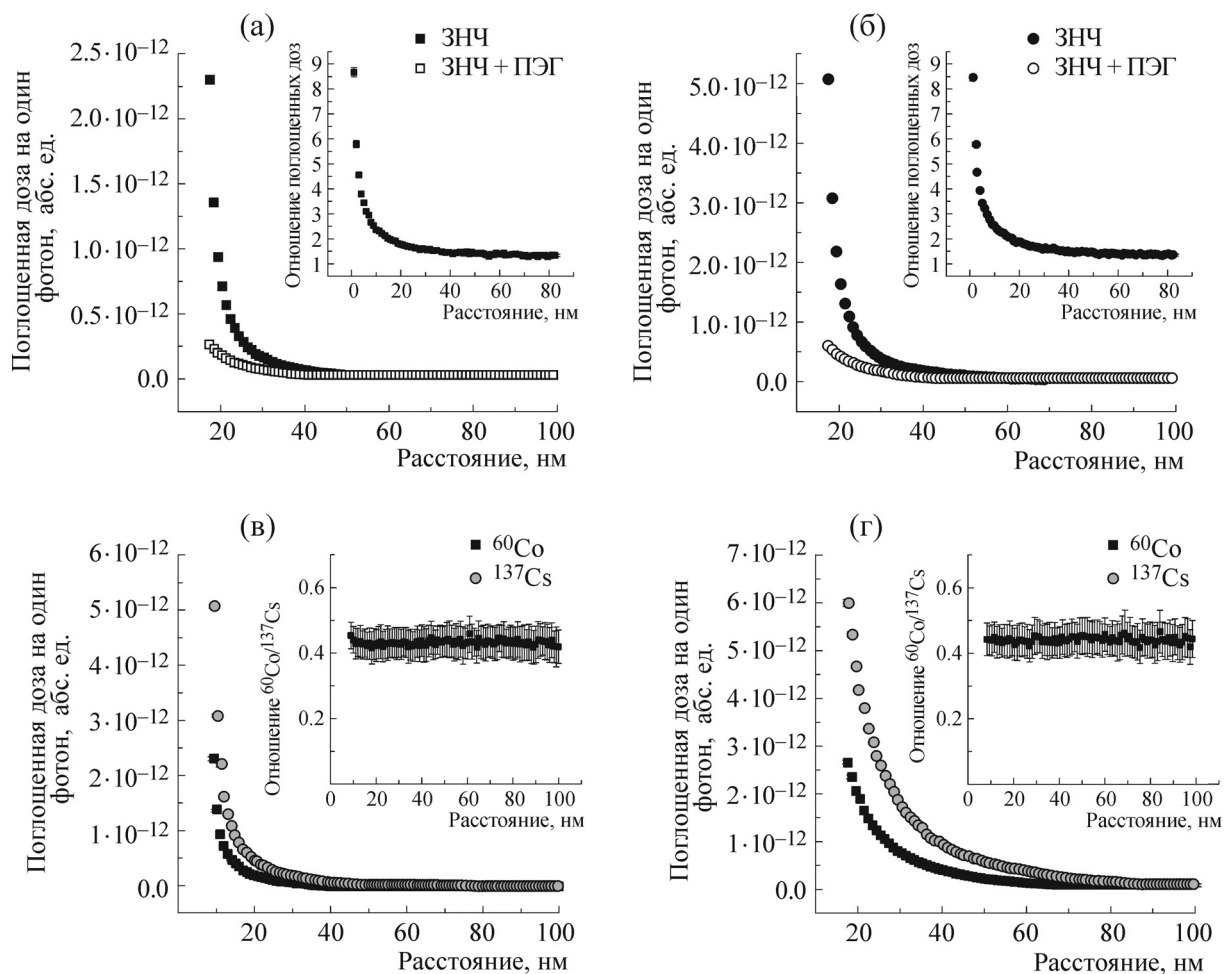 (а)
ЗНЧ
ЗНЧ + ПЭГ
Поглощенная доза на один
фотон, абс. ед.
2.5·10⁻¹²
2.0·10⁻¹²
1.5·10⁻¹²
1.0·10⁻¹²
0.5·10⁻¹²
0.0
20 40 60 80 100
Расстояние, нм
Отношение поглощенных доз
9
8
7
6
5
4
3
2
1
0 20 40 60 80
Расстояние, нм
(б)
ЗНЧ
ЗНЧ + ПЭГ
Поглощенная доза на один
фотон, абс. ед.
5.0·10⁻¹²
4.0·10⁻¹²
3.0·10⁻¹²
2.0·10⁻¹²
1.0·10⁻¹²
0.0
20 40 60 80 100
Расстояние, нм
Отношение поглощенных доз
9
8
7
6
5
4
3
2
1
0 20 40 60 80
Расстояние, нм
(в)
⁶⁰Co
¹³⁷Cs
Поглощенная доза на один
фотон, абс. ед.
6·10⁻¹²
5·10⁻¹²
4·10⁻¹²
3·10⁻¹²
2·10⁻¹²
1·10⁻¹²
0.0
20 40 60 80 100
Расстояние, нм
Отношение ⁶⁰Co/¹³⁷Cs
0.6
0.4
0.2
0 20 40 60 80 100
Расстояние, нм
(г)
⁶⁰Co
¹³⁷Cs
Поглощенная доза на один
фотон, абс. ед.
7·10⁻¹²
6·10⁻¹²
5·10⁻¹²
4·10⁻¹²
3·10⁻¹²
2·10⁻¹²
1·10⁻¹²
0.0
20 40 60 80 100
Расстояние, нм
Отношение ⁶⁰Co/¹³⁷Cs
0.6
0.4
0.2
0 20 40 60 80 100
Расстояние, нм